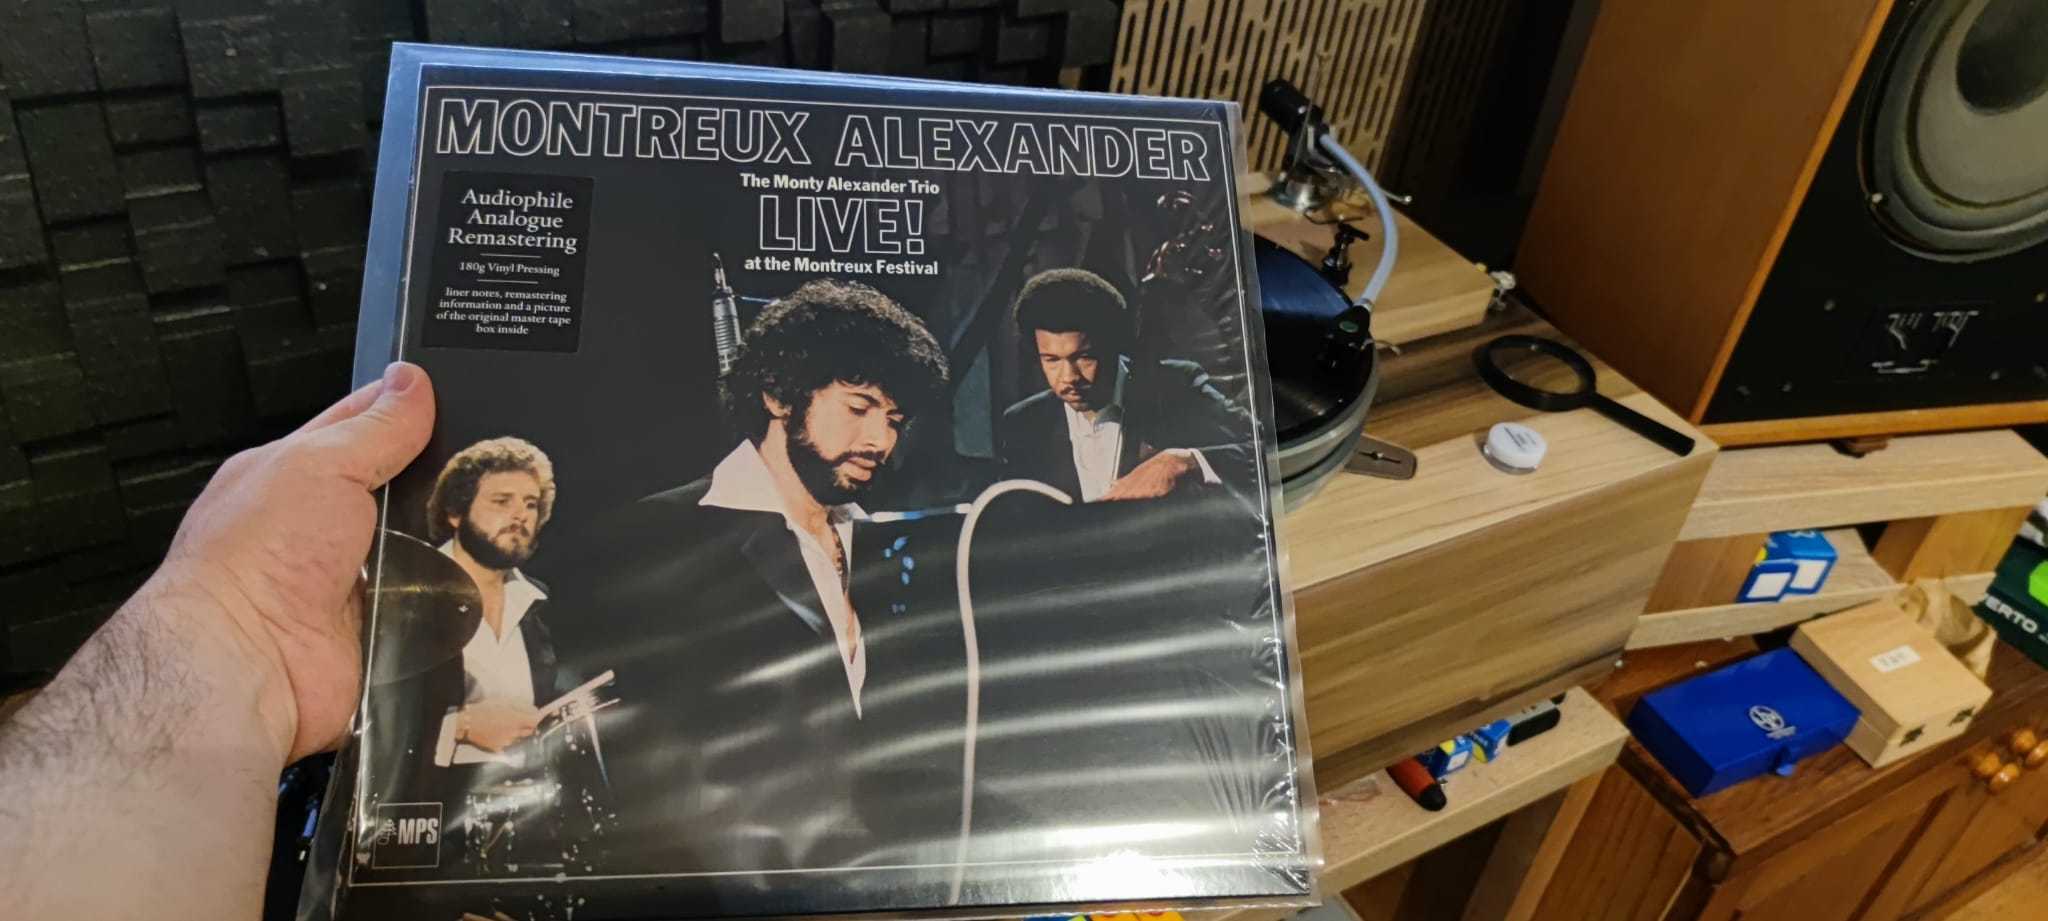 MONTREUX ALEXANDER
The Monty Alexander Trio
LIVE!
at the Montreux Festival
Audiophile
Analogue
Remastering
180g Vinyl Pressing
liner notes, remastering
information and a picture
of the original master tape
box inside
MPS